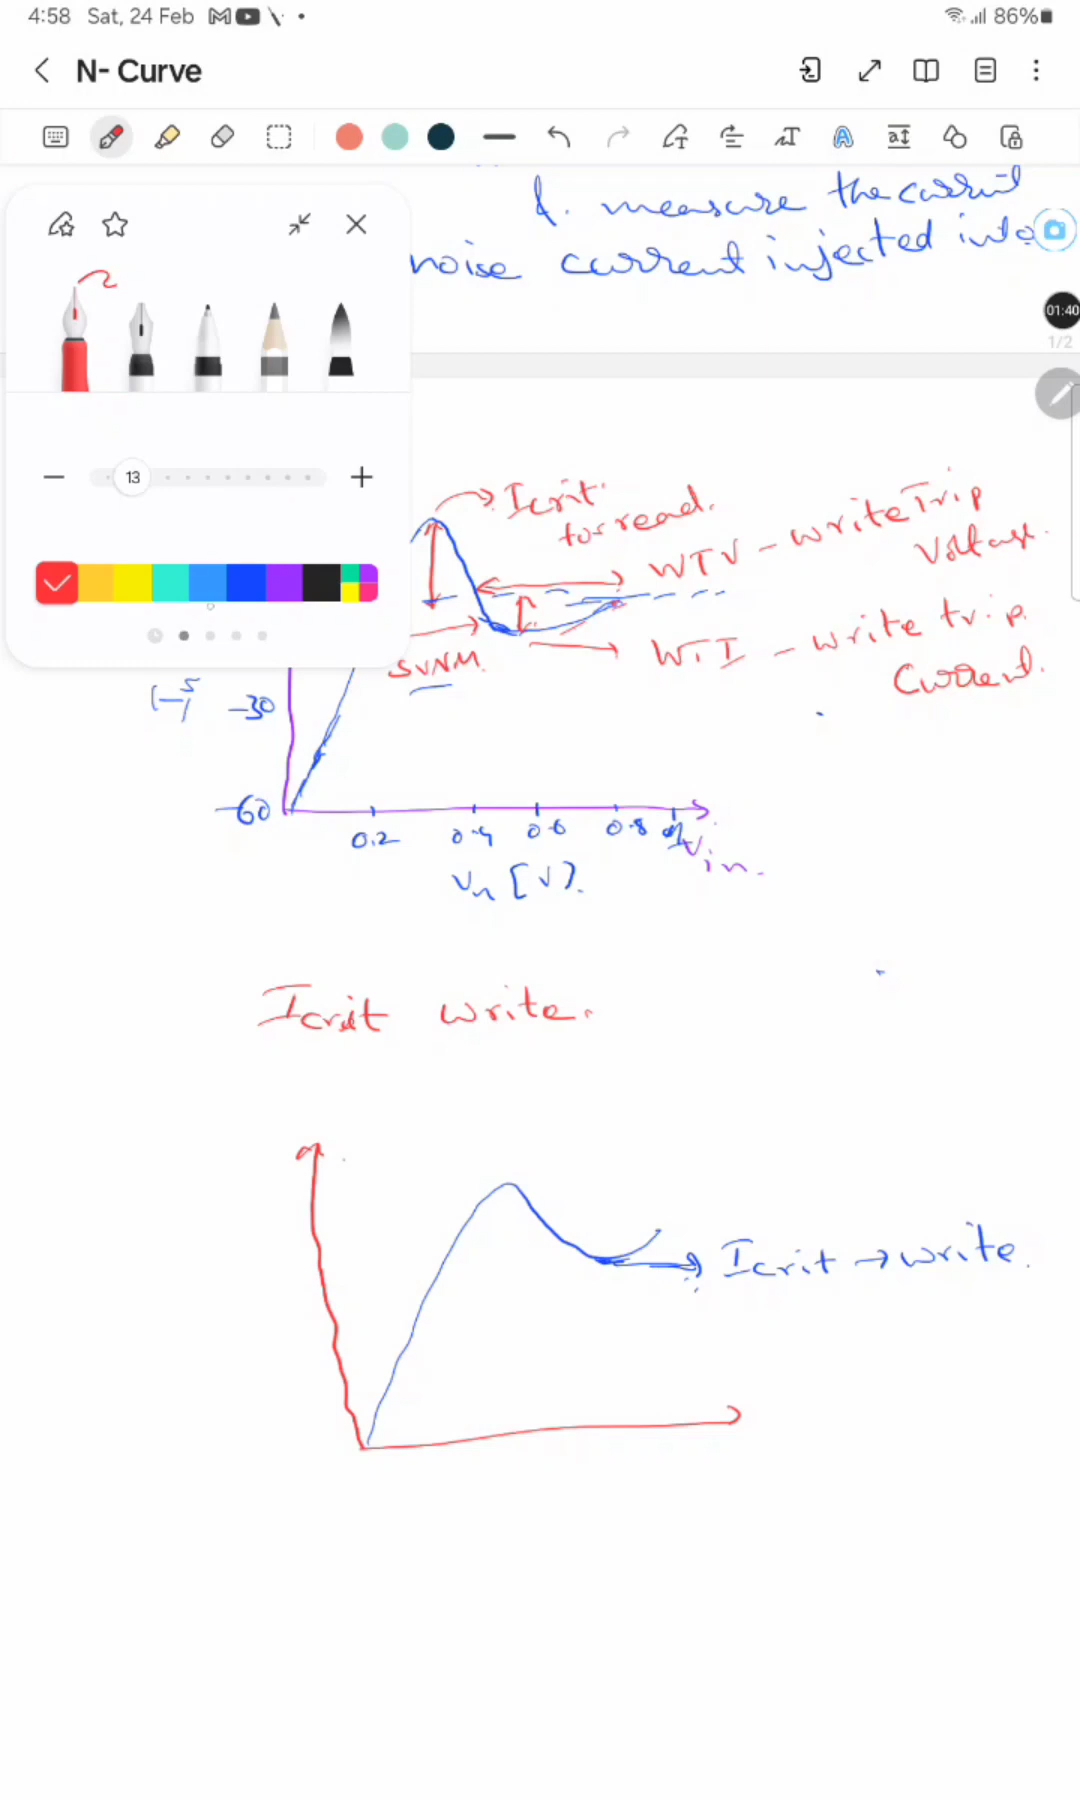 4:58 Sat, 24 Feb
86%
N- Curve
f. measure the current
noise current injected into
01:40
1/2
13
Icrit
for read.
WTV - write Trip
Voltage.
SVNM
WTI - write trip
Current.
-30
-60
0.2 0.4 0.6 0.8 1
Vin.
Vn [V].
Icrit write.
Icrit → write.